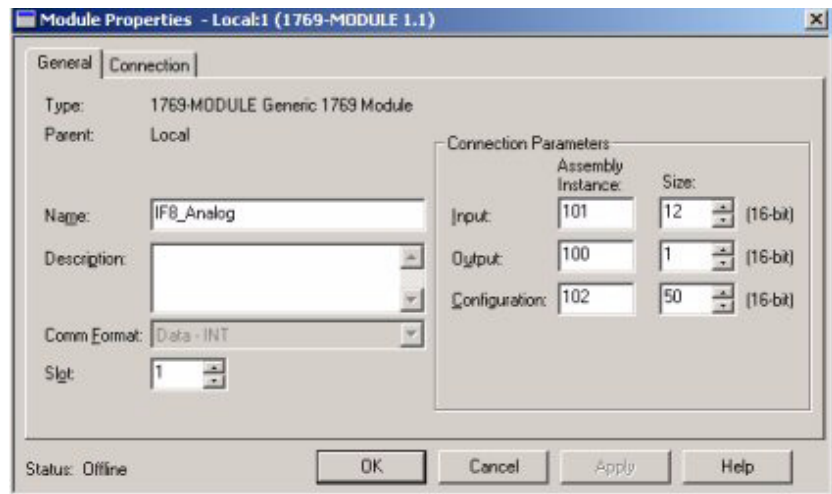 Module Properties - Local:1 (1769-MODULE 1.1)
General Connection
Type: 1769-MODULE Generic 1769 Module
Parent: Local
Connection Parameters
Assembly Instance: Size:
Name: IF8_Analog
Input: 101 12 (16-bit)
Description:
Output: 100 1 (16-bit)
Configuration: 102 50 (16-bit)
Comm Format: Data - INT
Slot: 1
Status: Offline
OK Cancel Apply Help